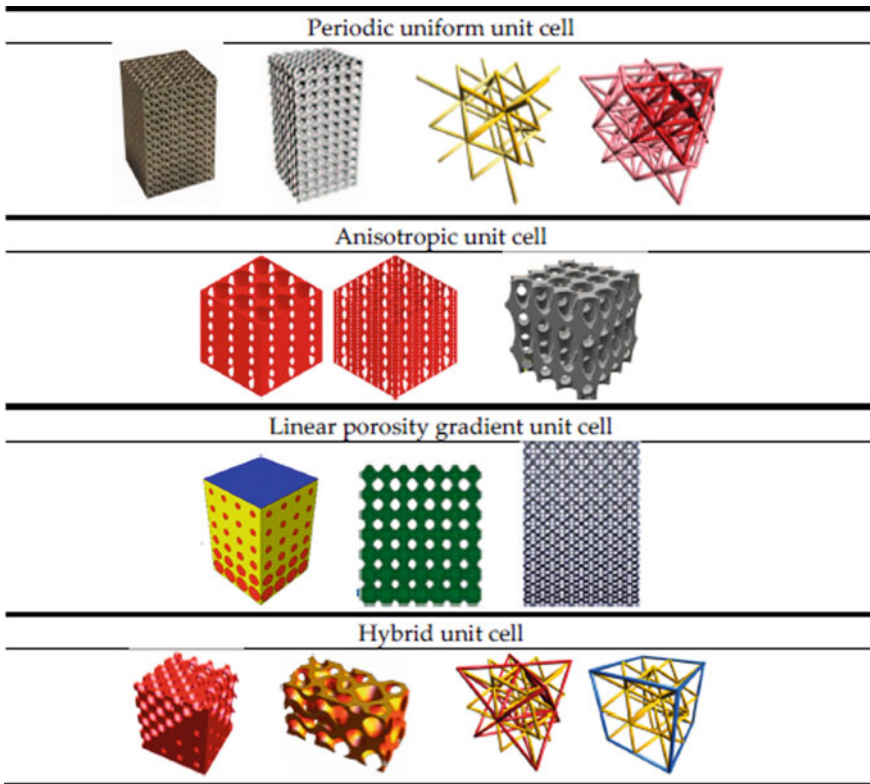 Periodic uniform unit cell
Anisotropic unit cell
Linear porosity gradient unit cell
Hybrid unit cell